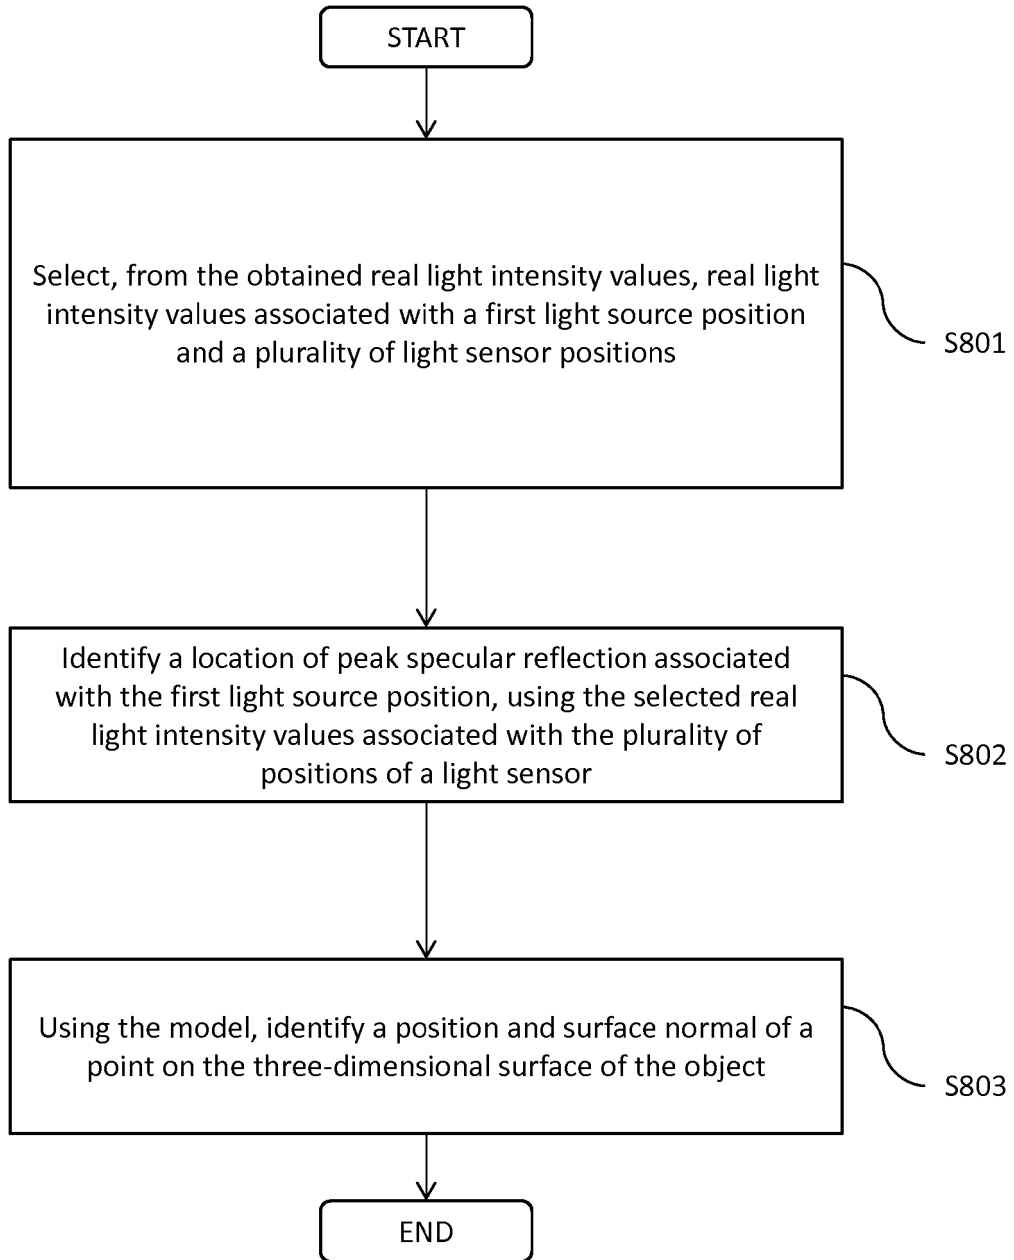 START
Select, from the obtained real light intensity values, real light
intensity values associated with a first light source position
and a plurality of light sensor positions
S801
Identify a location of peak specular reflection associated
with the first light source position, using the selected real
light intensity values associated with the plurality of
positions of a light sensor
S802
Using the model, identify a position and surface normal of a
point on the three-dimensional surface of the object
S803
END